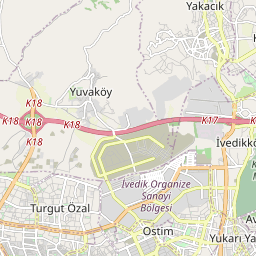 Yakacık
Yuvaköy
K18
K18
K18
K18
K18
K17
K
İvedikkö
İvedik Organize
Sanayi
Bölgesi
Turgut Özal
Ostim
Yukarı Ya
Av